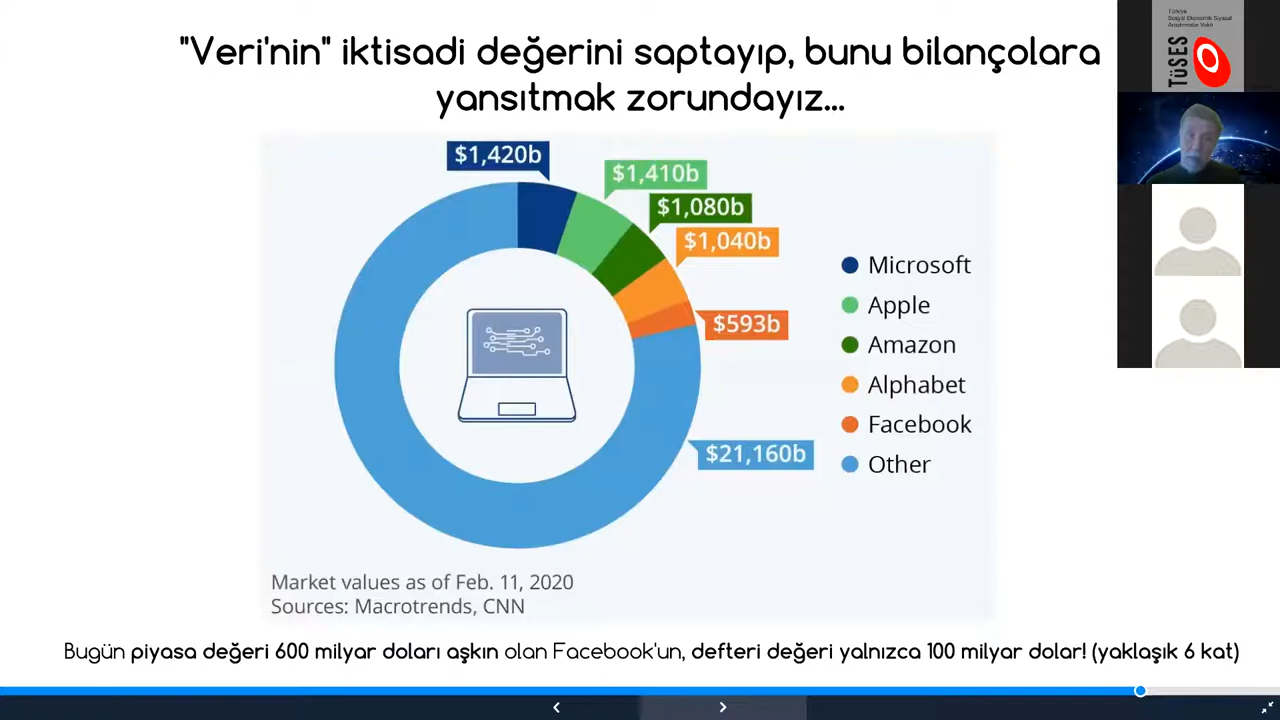 "Veri'nin" iktisadi değerini saptayıp, bunu bilançolara
yansıtmak zorundayız...
Türkiye
Sosyal Ekonomik Siyasal
Araştırmalar Vakfı
TÜSES
$1,420b
$1,410b
$1,080b
$1,040b
$593b
$21,160b
Microsoft
Apple
Amazon
Alphabet
Facebook
Other
Market values as of Feb. 11, 2020
Sources: Macrotrends, CNN
Bugün piyasa değeri 600 milyar doları aşkın olan Facebook'un, defteri değeri yalnızca 100 milyar dolar! (yaklaşık 6 kat)